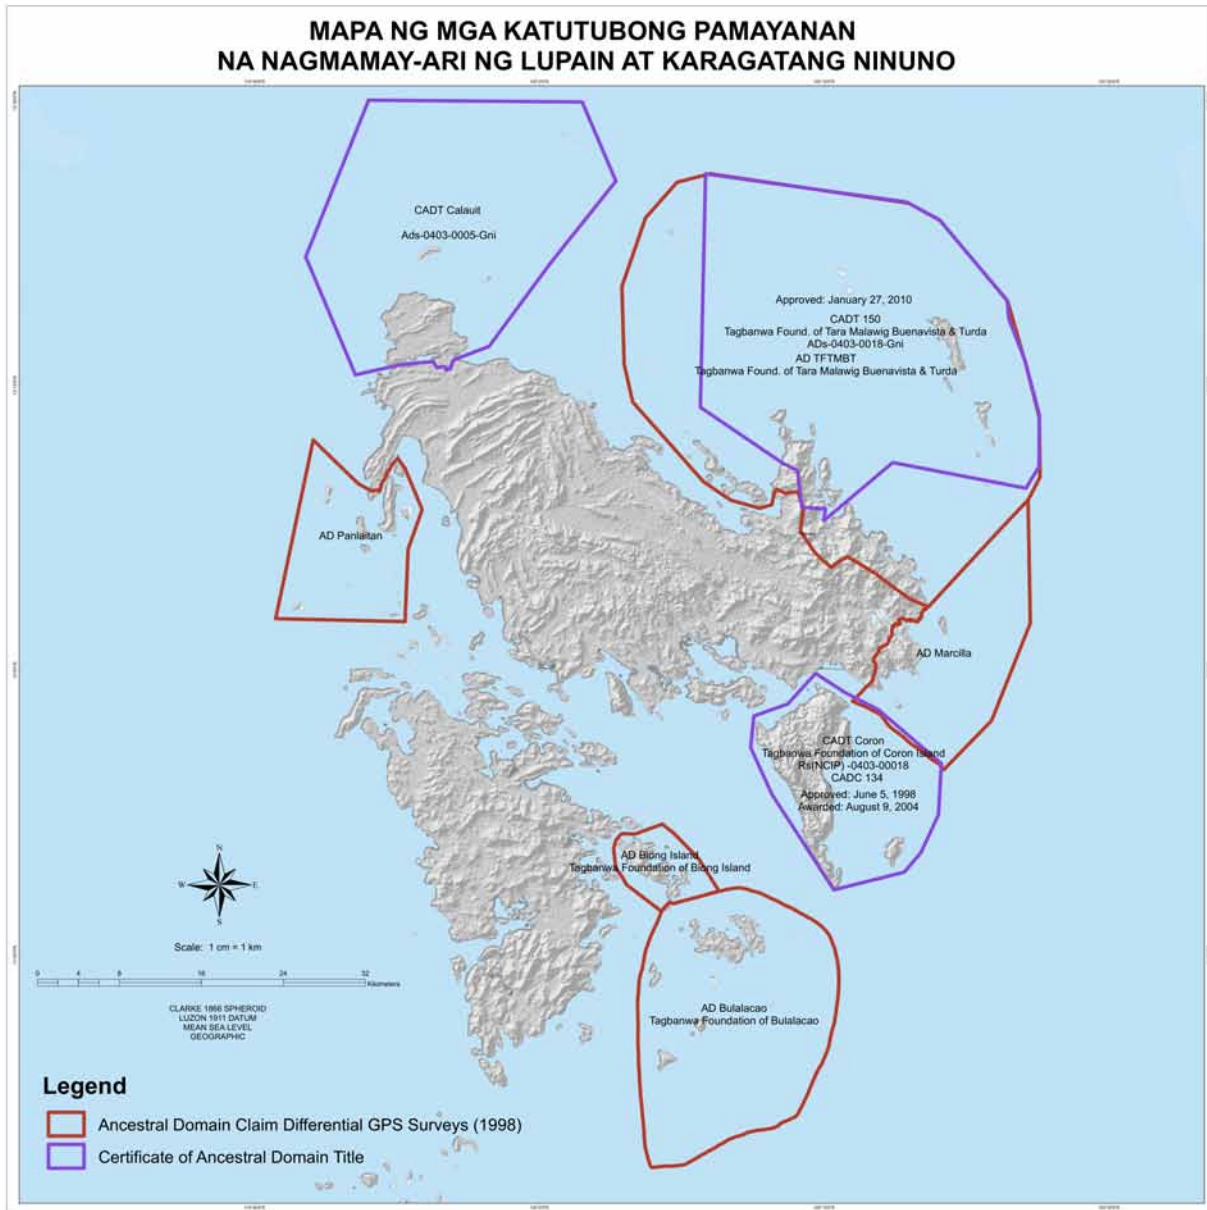 MAPA NG MGA KATUTUBONG PAMAYANAN
NA NAGMAMAY-ARI NG LUPAIN AT KARAGATANG NINUNO
CADT Calauit
Ads-0403-0005-Gni
Approved: January 27, 2010
CADT 150
Tagbanwa Found. of Tara Malawig Buenavista & Turda
ADs-0403-0018-Gni
AD TFTMBT
Tagbanwa Found. of Tara Malawig Buenavista & Turda
AD Panlaitan
AD Marcilla
CADT Coron
Tagbanwa Foundation of Coron Island
Rs(NCIP) -0403-00018
CADC 134
Approved: June 5, 1998
Awarded: August 9, 2004
AD Biong Island
Tagbanwa Foundation of Biong Island
AD Bulalacao
Tagbanwa Foundation of Bulalacao
N
W E
S
Scale: 1 cm = 1 km
0 4 8 16 24 32
Kilometers
CLARKE 1866 SPHEROID
LUZON 1911 DATUM
MEAN SEA LEVEL
GEOGRAPHIC
Legend
Ancestral Domain Claim Differential GPS Surveys (1998)
Certificate of Ancestral Domain Title